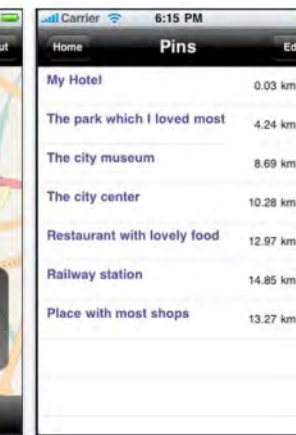 Carrier 6:15 PM
Home Pins Ed
My Hotel 0.03 km
The park which I loved most 4.24 km
The city museum 8.69 km
The city center 10.28 km
Restaurant with lovely food 12.97 km
Railway station 14.85 km
Place with most shops 13.27 km